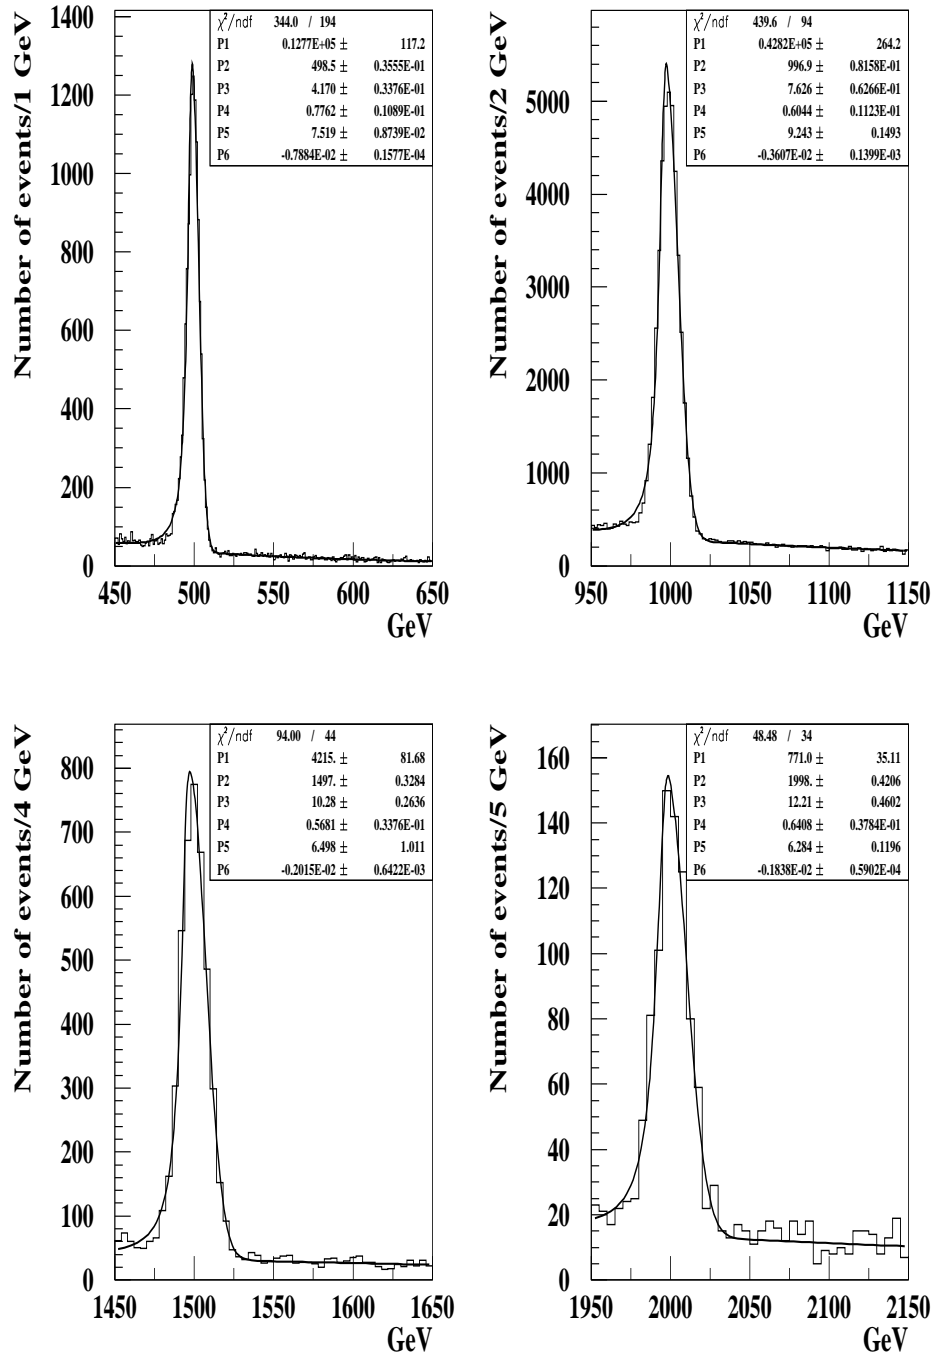 χ²/ndf 344.0 / 194
P1 0.1277E+05 ± 117.2
P2 498.5 ± 0.3555E-01
P3 4.170 ± 0.3376E-01
P4 0.7762 ± 0.1089E-01
P5 7.519 ± 0.8739E-02
P6 -0.7884E-02 ± 0.1577E-04
Number of events/1 GeV
1400
1200
1000
800
600
400
200
0
450 500 550 600 650
GeV
χ²/ndf 439.6 / 94
P1 0.4282E+05 ± 264.2
P2 996.9 ± 0.8158E-01
P3 7.626 ± 0.6266E-01
P4 0.6044 ± 0.1123E-01
P5 9.243 ± 0.1493
P6 -0.3607E-02 ± 0.1399E-03
Number of events/2 GeV
5000
4000
3000
2000
1000
0
950 1000 1050 1100 1150
GeV
χ²/ndf 94.00 / 44
P1 4215. ± 81.68
P2 1497. ± 0.3284
P3 10.28 ± 0.2636
P4 0.5681 ± 0.3376E-01
P5 6.498 ± 1.011
P6 -0.2015E-02 ± 0.6422E-03
Number of events/4 GeV
800
700
600
500
400
300
200
100
0
1450 1500 1550 1600 1650
GeV
χ²/ndf 48.48 / 34
P1 771.0 ± 35.11
P2 1998. ± 0.4206
P3 12.21 ± 0.4602
P4 0.6408 ± 0.3784E-01
P5 6.284 ± 0.1196
P6 -0.1838E-02 ± 0.5902E-04
Number of events/5 GeV
160
140
120
100
80
60
40
20
0
1950 2000 2050 2100 2150
GeV